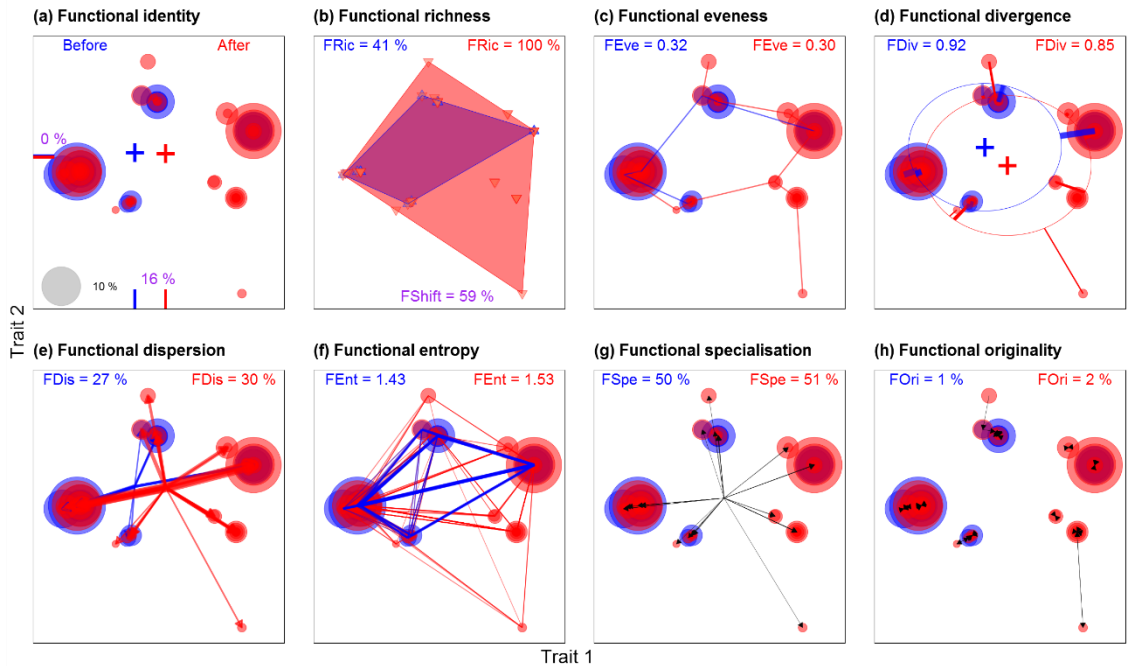 (a) Functional identity
Before
After
0 %
16 %
10 %
(b) Functional richness
FRic = 41 %
FRic = 100 %
FShift = 59 %
(c) Functional eveness
FEve = 0.32
FEve = 0.30
(d) Functional divergence
FDiv = 0.92
FDiv = 0.85
Trait 2
(e) Functional dispersion
FDis = 27 %
FDis = 30 %
(f) Functional entropy
FEnt = 1.43
FEnt = 1.53
(g) Functional specialisation
FSpe = 50 %
FSpe = 51 %
(h) Functional originality
FOri = 1 %
FOri = 2 %
Trait 1